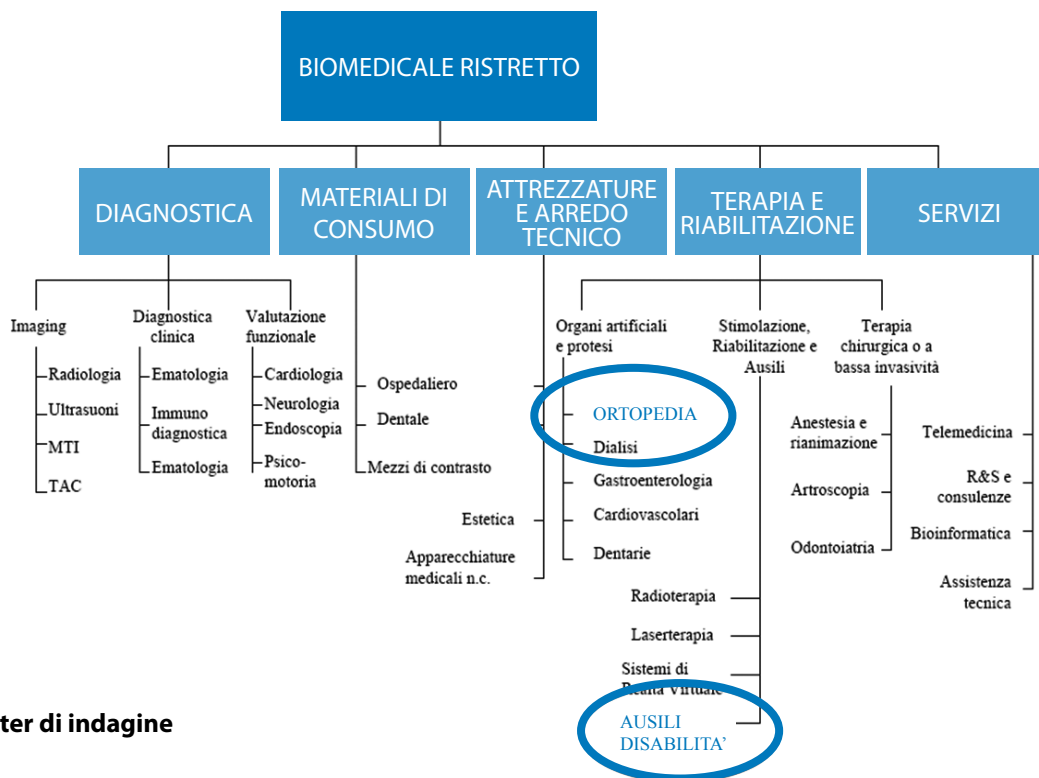 BIOMEDICALE RISTRETTO
DIAGNOSTICA
MATERIALI DI
CONSUMO
ATTREZZATURE
E ARREDO
TECNICO
TERAPIA E
RIABILITAZIONE
SERVIZI
Imaging
Radiologia
Ultrasuoni
MTI
TAC
Diagnostica
clinica
Ematologia
Immuno
diagnostica
Ematologia
Valutazione
funzionale
Cardiologia
Neurologia
Endoscopia
Psico-
motoria
Ospedaliero
Dentale
Mezzi di contrasto
Estetica
Apparecchiature
medicali n.c.
Organi artificiali
e protesi
ORTOPEDIA
Dialisi
Gastroenterologia
Cardiovascolari
Dentarie
Stimolazione,
Riabilitazione e
Ausili
Radioterapia
Laserterapia
Sistemi di
Realtà Virtuale
AUSILI
DISABILITA'
Terapia
chirurgica o a
bassa invasività
Anestesia e
rianimazione
Artroscopia
Odontoiatria
Telemedicina
R&S e
consulenze
Bioinformatica
Assistenza
tecnica
ter di indagine